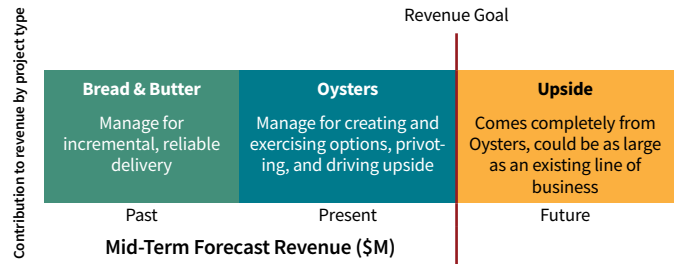 Revenue Goal
Contribution to revenue by project type
Bread & Butter
Manage for
incremental, reliable
delivery
Oysters
Manage for creating and
exercising options, privot-
ing, and driving upside
Upside
Comes completely from
Oysters, could be as large
as an existing line of
business
Past
Present
Future
Mid-Term Forecast Revenue ($M)